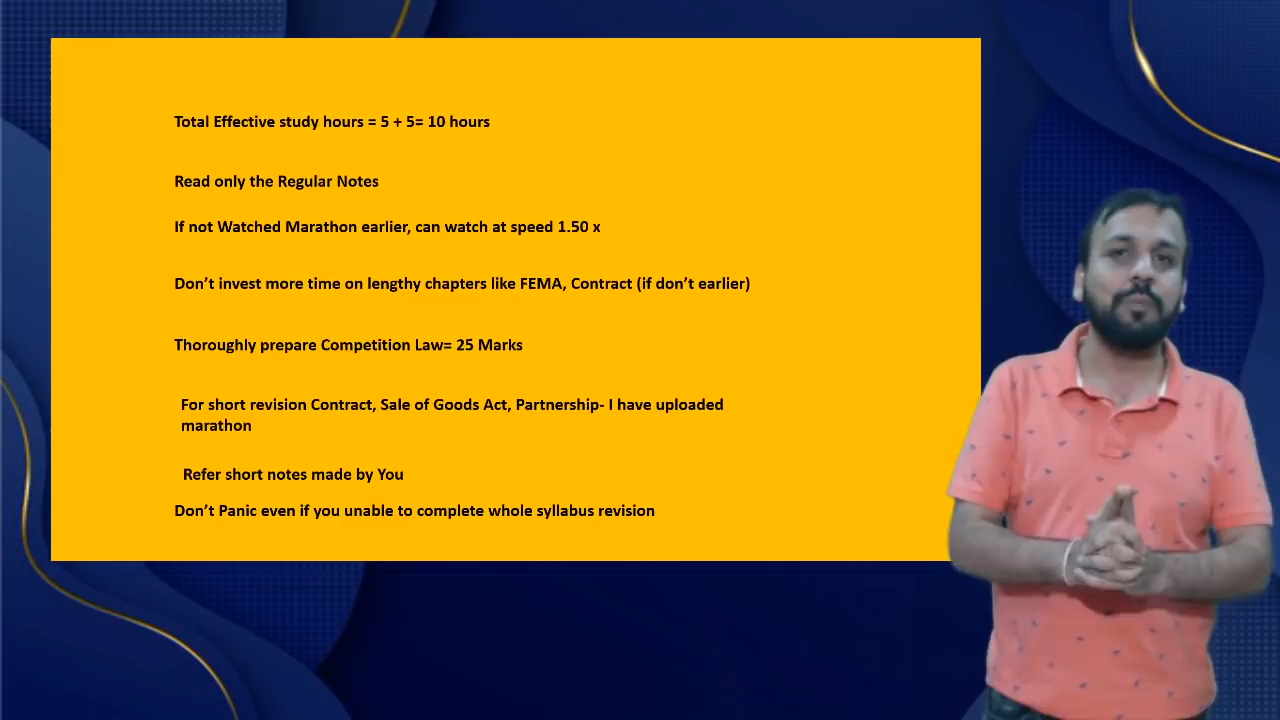 Total Effective study hours = 5 + 5= 10 hours
Read only the Regular Notes
If not Watched Marathon earlier, can watch at speed 1.50 x
Don’t invest more time on lengthy chapters like FEMA, Contract (if don’t earlier)
Thoroughly prepare Competition Law= 25 Marks
For short revision Contract, Sale of Goods Act, Partnership- I have uploaded
marathon
Refer short notes made by You
Don’t Panic even if you unable to complete whole syllabus revision